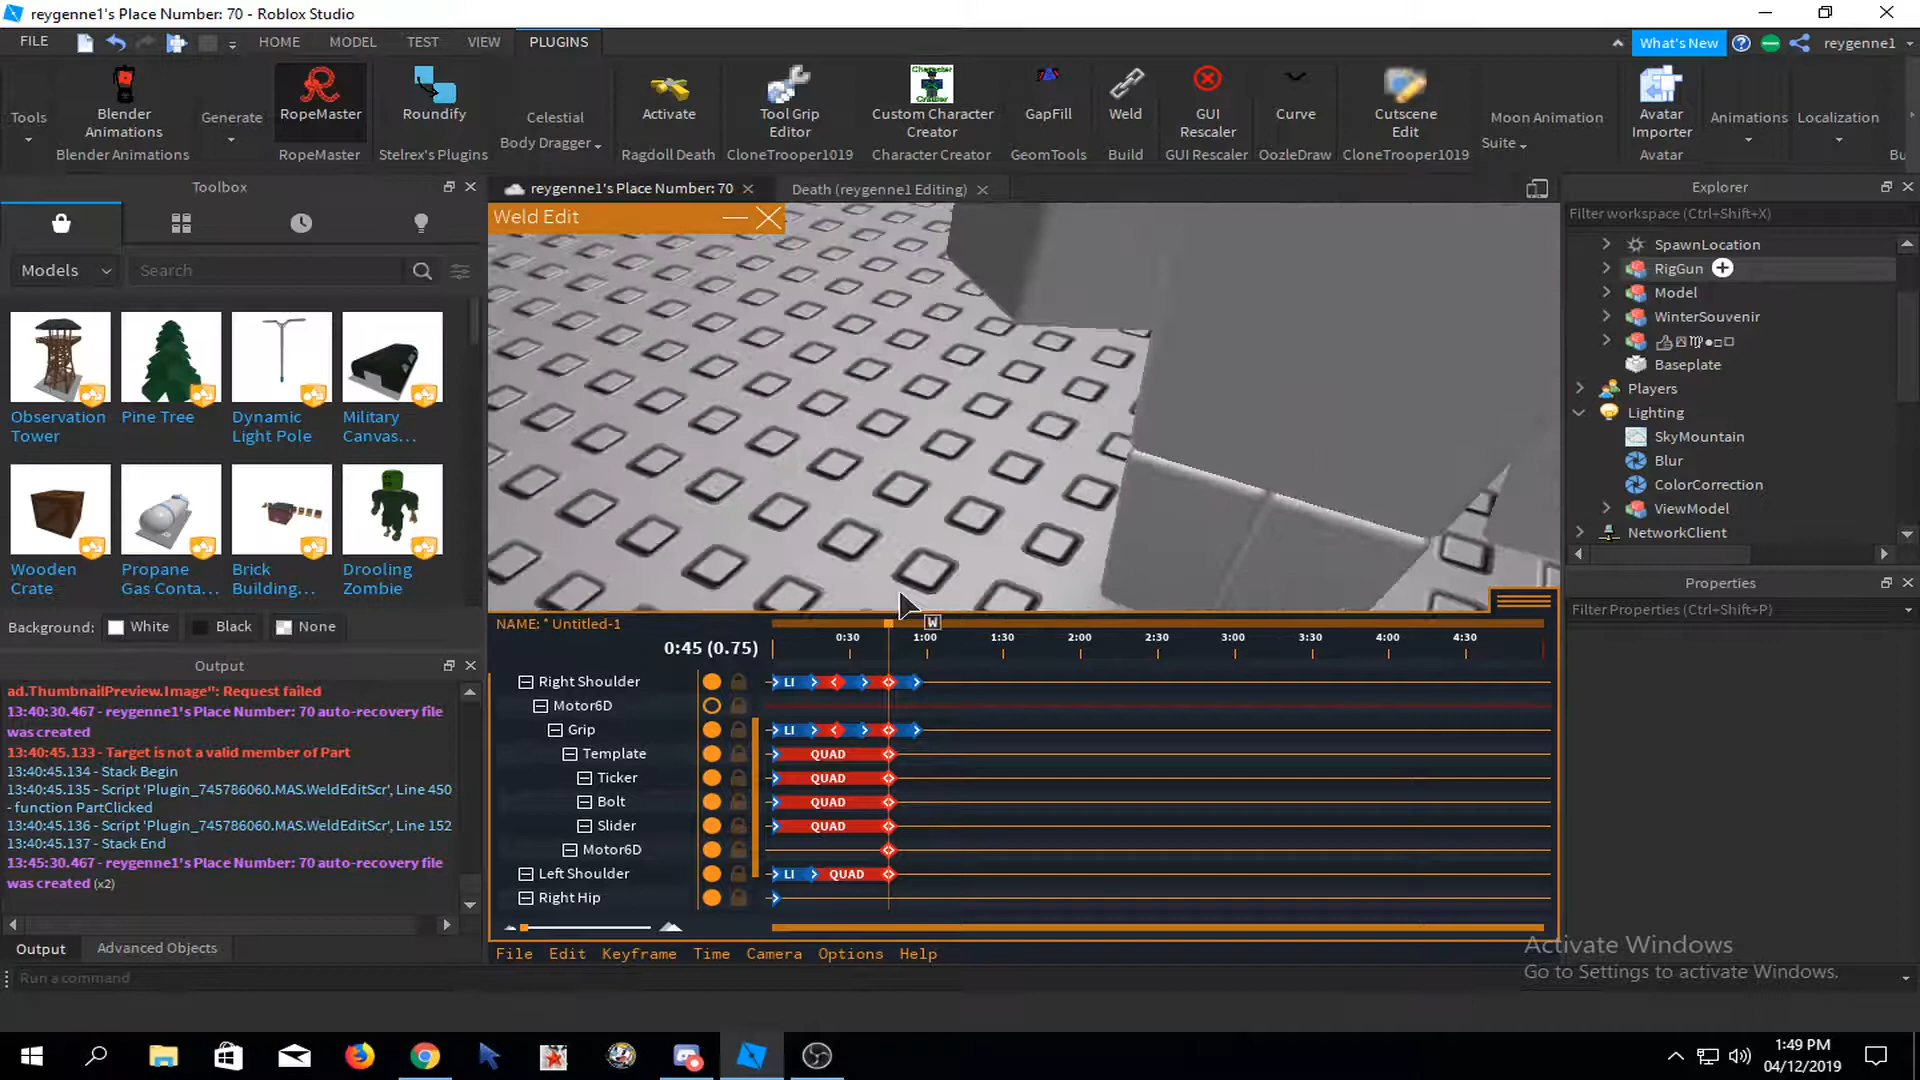 reygenne1's Place Number: 70 - Roblox Studio
FILE
HOME
MODEL
TEST
VIEW
PLUGINS
What's New
reygenne1
Tools
Blender
Animations
Blender Animations
Generate
RopeMaster
RopeMaster
Roundify
Stelrex's Plugins
Celestial
Body Dragger
Activate
Ragdoll Death
Tool Grip
Editor
CloneTrooper1019
Custom Character
Creator
Character Creator
GapFill
GeomTools
Weld
Build
GUI
Rescaler
GUI Rescaler
Curve
OozleDraw
Cutscene
Edit
CloneTrooper1019
Moon Animation
Suite
Avatar
Importer
Avatar
Animations
Localization
Toolbox
Models
Search
Observation
Tower
Pine Tree
Dynamic
Light Pole
Military
Canvas...
Wooden
Crate
Propane
Gas Conta...
Brick
Building...
Drooling
Zombie
Background:
White
Black
None
Output
ad.ThumbnailPreview.Image": Request failed
13:40:30.467 - reygenne1's Place Number: 70 auto-recovery file
was created
13:40:45.133 - Target is not a valid member of Part
13:40:45.134 - Stack Begin
13:40:45.135 - Script 'Plugin_745786060.MAS.WeldEditScr', Line 450
- function PartClicked
13:40:45.136 - Script 'Plugin_745786060.MAS.WeldEditScr', Line 152
13:40:45.137 - Stack End
13:45:30.467 - reygenne1's Place Number: 70 auto-recovery file
was created (x2)
Output
Advanced Objects
Run a command
reygenne1's Place Number: 70
Death (reygenne1 Editing)
Weld Edit
NAME: * Untitled-1
W
0:45 (0.75)
0:30
1:00
1:30
2:00
2:30
3:00
3:30
4:00
4:30
Right Shoulder
LI
Motor6D
Grip
LI
Template
QUAD
Ticker
QUAD
Bolt
QUAD
Slider
QUAD
Motor6D
Left Shoulder
LI
QUAD
Right Hip
File
Edit
Keyframe
Time
Camera
Options
Help
Explorer
Filter workspace (Ctrl+Shift+X)
SpawnLocation
RigGun
Model
WinterSouvenir
Baseplate
Players
Lighting
SkyMountain
Blur
ColorCorrection
ViewModel
NetworkClient
Properties
Filter Properties (Ctrl+Shift+P)
Activate Windows
Go to Settings to activate Windows.
1:49 PM
04/12/2019